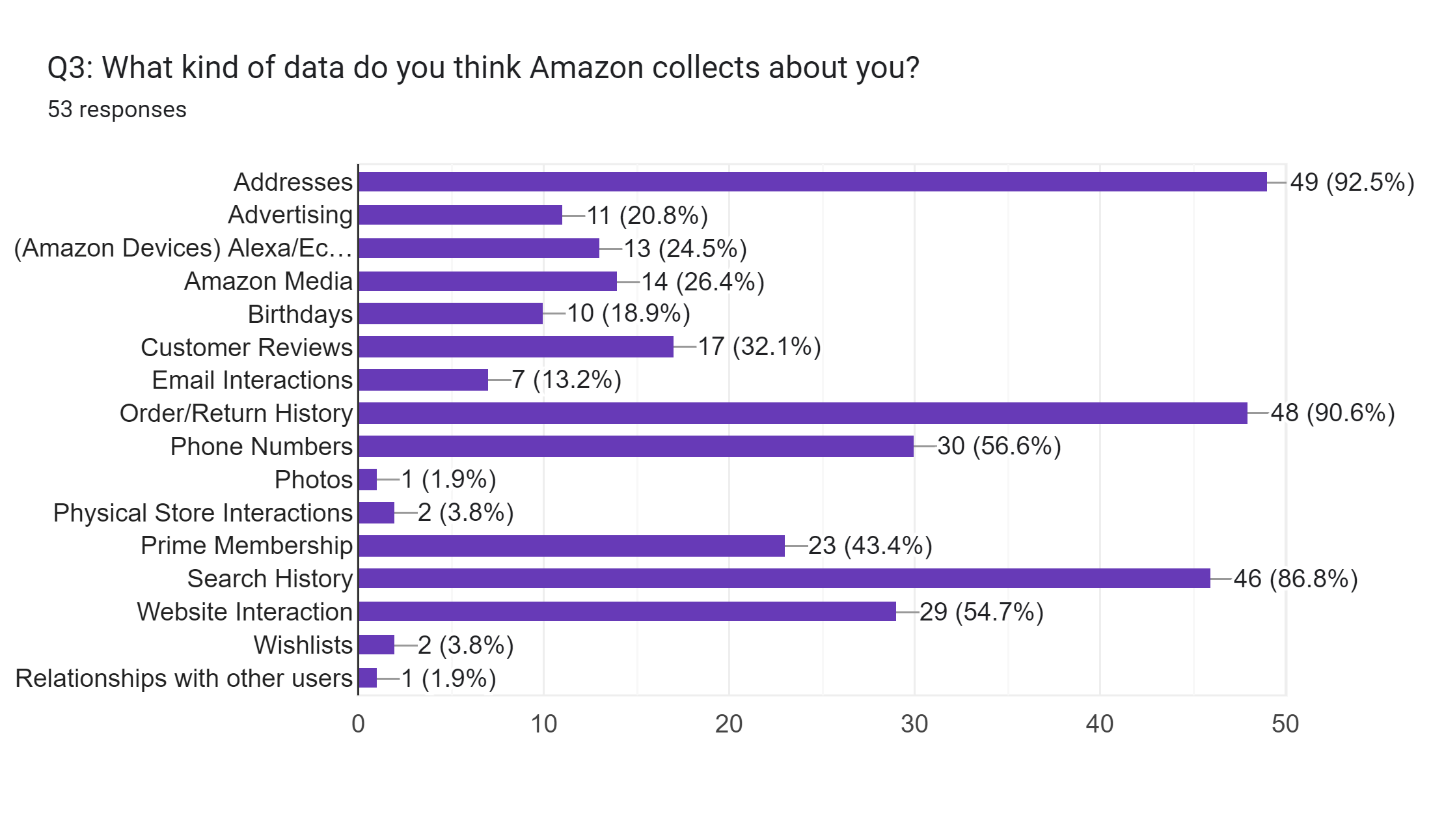 Q3: What kind of data do you think Amazon collects about you?
53 responses
Addresses 49 (92.5%)
Advertising 11 (20.8%)
(Amazon Devices) Alexa/Ec… 13 (24.5%)
Amazon Media 14 (26.4%)
Birthdays 10 (18.9%)
Customer Reviews 17 (32.1%)
Email Interactions 7 (13.2%)
Order/Return History 48 (90.6%)
Phone Numbers 30 (56.6%)
Photos 1 (1.9%)
Physical Store Interactions 2 (3.8%)
Prime Membership 23 (43.4%)
Search History 46 (86.8%)
Website Interaction 29 (54.7%)
Wishlists 2 (3.8%)
Relationships with other users 1 (1.9%)
0 10 20 30 40 50